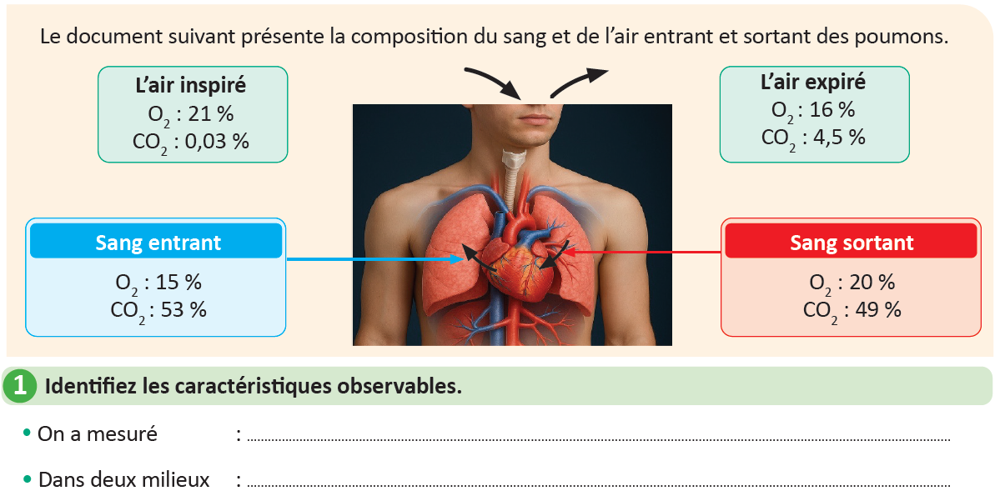 Le document suivant présente la composition du sang et de l’air entrant et sortant des poumons.
L’air inspiré
O2 : 21 %
CO2 : 0,03 %
L’air expiré
O2 : 16 %
CO2 : 4,5 %
Sang entrant
O2 : 15 %
CO2 : 53 %
Sang sortant
O2 : 20 %
CO2 : 49 %
1 Identifiez les caractéristiques observables.
• On a mesuré : ....................
• Dans deux milieux : ....................